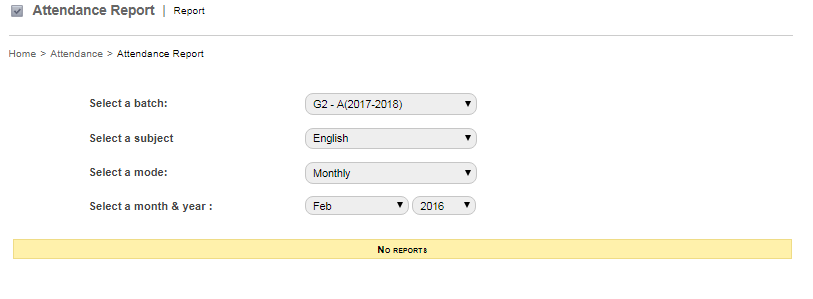 Attendance Report | Report
Home > Attendance > Attendance Report
Select a batch: G2 - A(2017-2018)
Select a subject English
Select a mode: Monthly
Select a month & year : Feb 2016
No reports